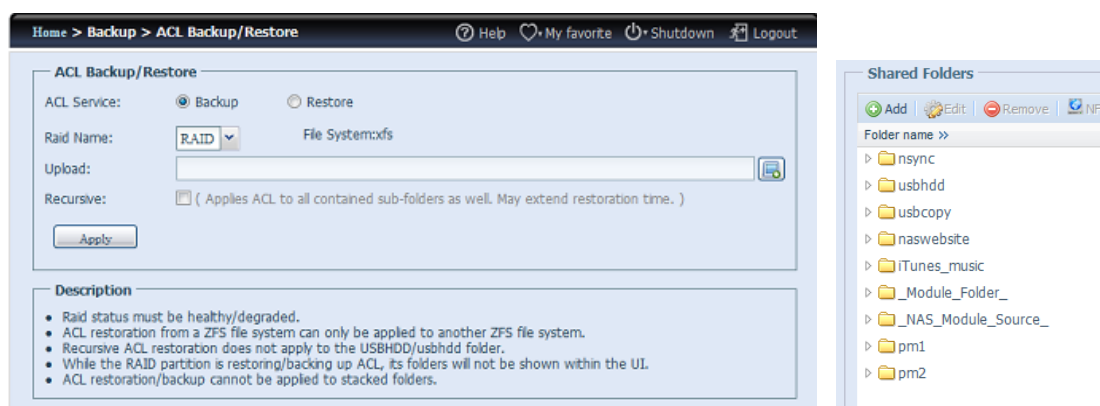 Home > Backup > ACL Backup/Restore
Help My favorite Shutdown Logout
ACL Backup/Restore
ACL Service: Backup Restore
Raid Name: RAID File System:xfs
Upload:
Recursive: ( Applies ACL to all contained sub-folders as well. May extend restoration time. )
Apply
Description
• Raid status must be healthy/degraded.
• ACL restoration from a ZFS file system can only be applied to another ZFS file system.
• Recursive ACL restoration does not apply to the USBHDD/usbhdd folder.
• While the RAID partition is restoring/backing up ACL, its folders will not be shown within the UI.
• ACL restoration/backup cannot be applied to stacked folders.
Shared Folders
Add Edit Remove NF
Folder name »
nsync
usbhdd
usbcopy
naswebsite
iTunes_music
_Module_Folder_
_NAS_Module_Source_
pm1
pm2